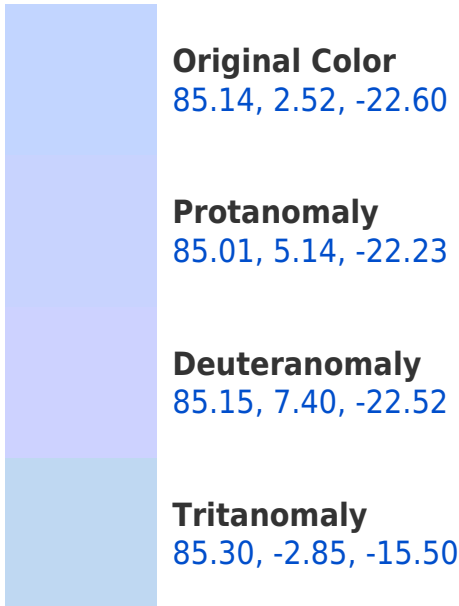 Original Color
85.14, 2.52, -22.60
Protanomaly
85.01, 5.14, -22.23
Deuteranomaly
85.15, 7.40, -22.52
Tritanomaly
85.30, -2.85, -15.50